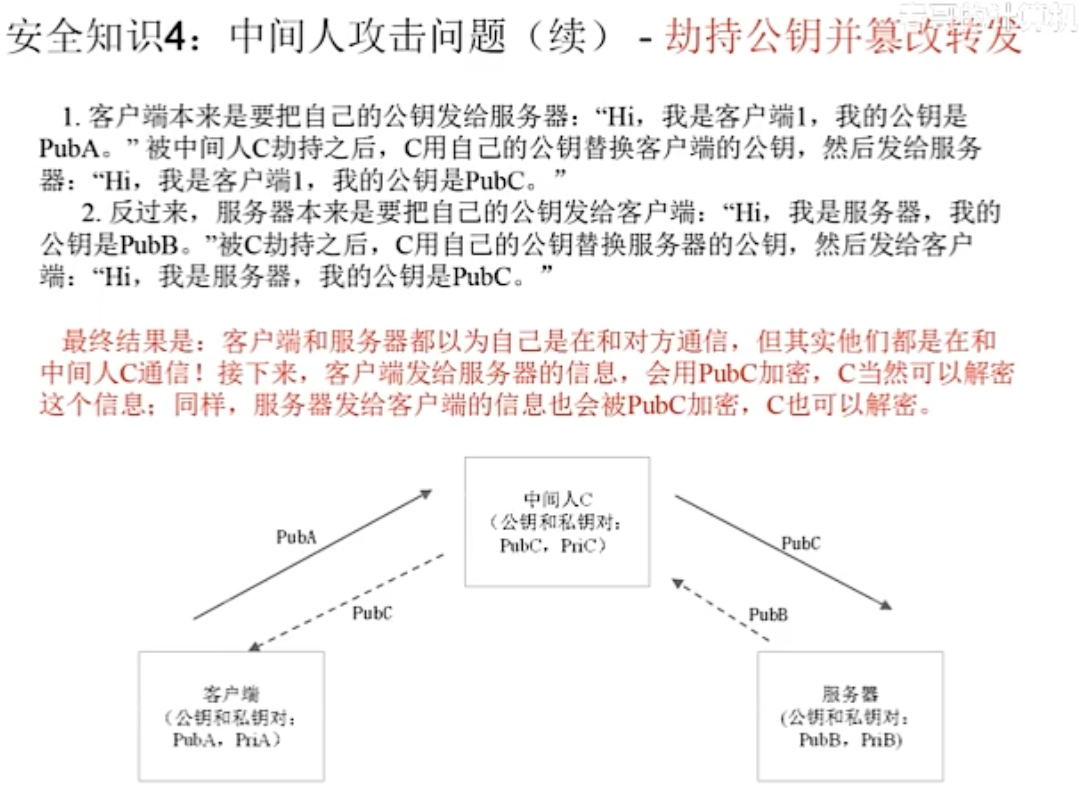 安全知识4：中间人攻击问题（续） - 劫持公钥并篡改转发
1. 客户端本来是要把自己的公钥发给服务器：“Hi，我是客户端1，我的公钥是
PubA。” 被中间人C劫持之后，C用自己的公钥替换客户端的公钥，然后发给服务
器：“Hi，我是客户端1，我的公钥是PubC。”
2. 反过来，服务器本来是要把自己的公钥发给客户端：“Hi，我是服务器，我的
公钥是PubB。”被C劫持之后，C用自己的公钥替换服务器的公钥，然后发给客户
端：“Hi，我是服务器，我的公钥是PubC。”
最终结果是：客户端和服务器都以为自己是在和对方通信，但其实他们都是在和
中间人C通信！接下来，客户端发给服务器的信息，会用PubC加密，C当然可以解密
这个信息；同样，服务器发给客户端的信息也会被PubC加密，C也可以解密。
中间人C
（公钥和私钥对：
PubC，PriC）
PubA
PubC
PubC
PubB
客户端
（公钥和私钥对：
PubA，PriA）
服务器
(公钥和私钥对：
PubB，PriB)